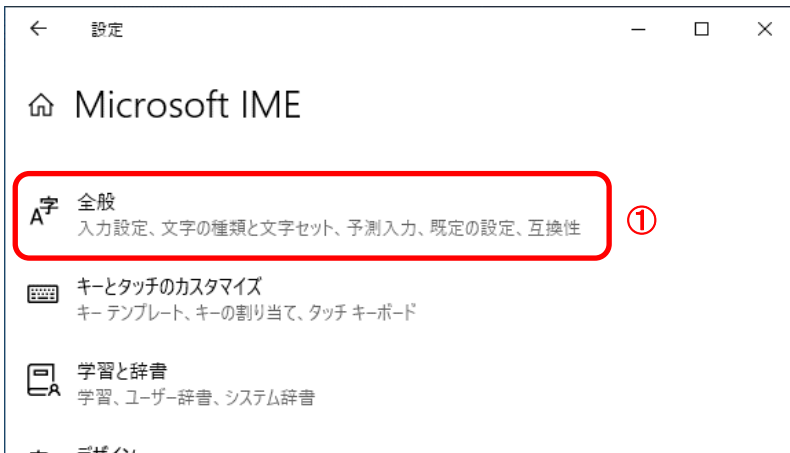 設定
Microsoft IME
全般
入力設定、文字の種類と文字セット、予測入力、既定の設定、互換性
①
キーとタッチのカスタマイズ
キー テンプレート、キーの割り当て、タッチ キーボード
学習と辞書
学習、ユーザー辞書、システム辞書
デザイン